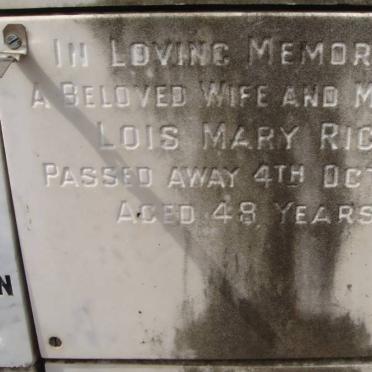 IN LOVING MEMOR
A BELOVED WIFE AND M
LOIS MARY RIC
PASSED AWAY 4TH OCT
AGED 48 YEARS
N